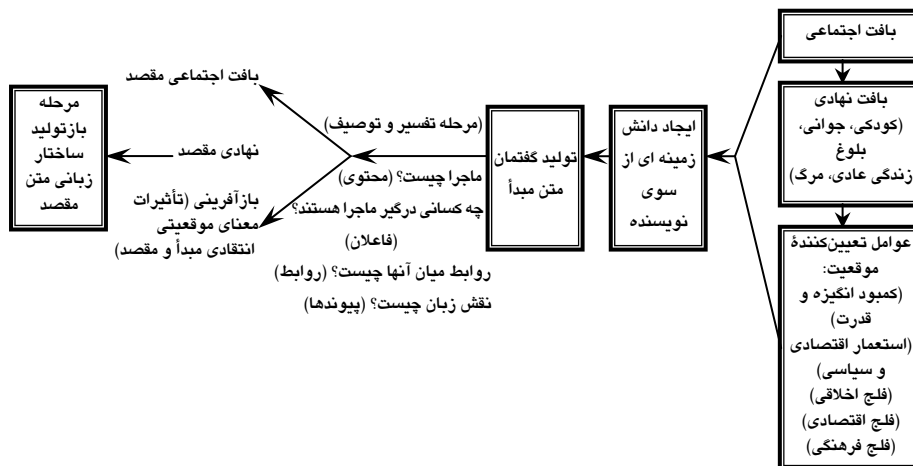 بافت اجتماعی
بافت نهادی
(کودکی، جوانی،
بلوغ
زندگی عادی، مرگ)
عوامل تعیین‌کنندهٔ
موقعیت:
(کمبود انگیزه و
قدرت)
(استعمار اقتصادی
و سیاسی)
(فلج اخلاقی)
(فلج اقتصادی)
(فلج فرهنگی)
ایجاد دانش
زمینه ای از
سوی
نویسنده
تولید گفتمان
متن مبدأ
(مرحله تفسیر و توصیف)
ماجرا چیست؟ (محتوی)
چه کسانی درگیر ماجرا هستند؟
(فاعلان)
روابط میان آنها چیست؟ (روابط)
نقش زبان چیست؟ (پیوندها)
بافت اجتماعی مقصد
نهادی مقصد
بازآفرینی (تأثیرات
معنای موقعیتی
انتقادی مبدأ و مقصد)
مرحله
بازتولید
ساختار
زبانی متن
مقصد